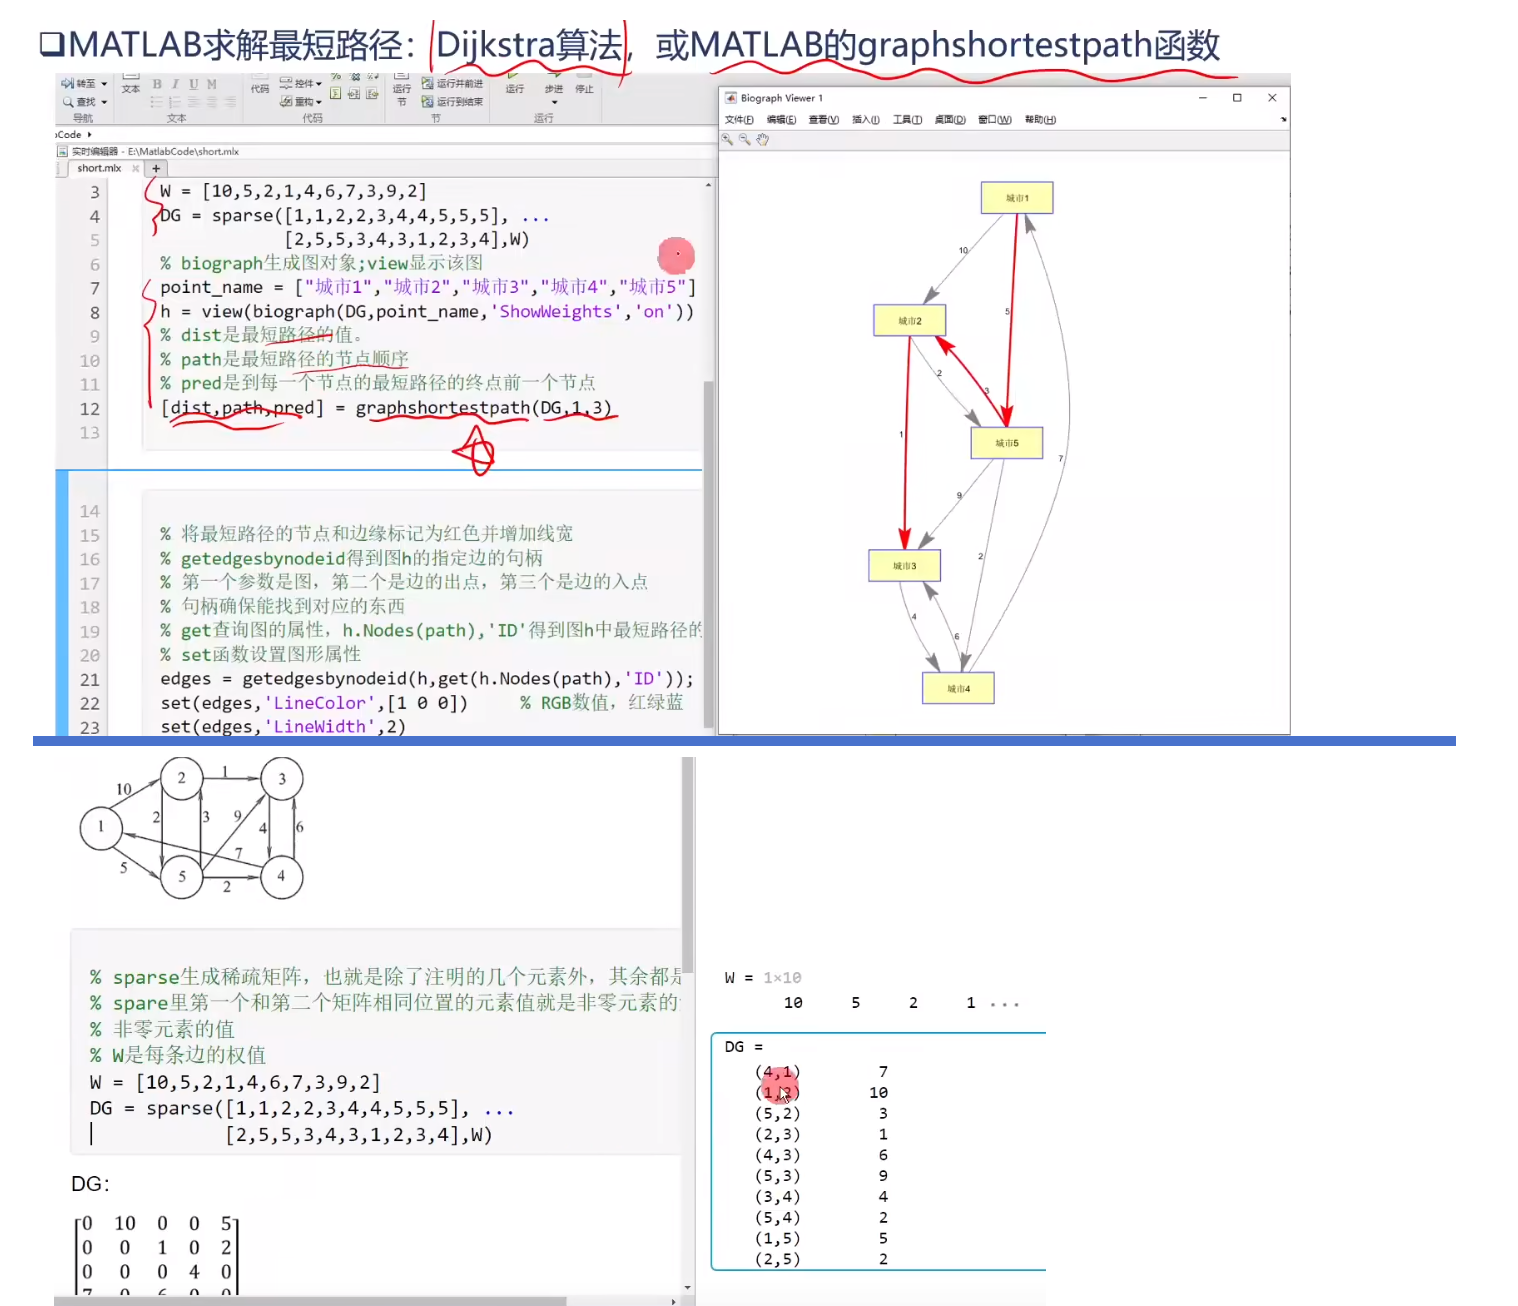 ❑MATLAB求解最短路径：Dijkstra算法，或MATLAB的graphshortestpath函数
转至
查找
导航
文本
B I U M
文本
代码
控件
重构
代码
运行节
运行并前进
运行到结束
节
运行
步进
停止
运行
Code
实时编辑器 - E:\MatlabCode\short.mlx
short.mlx
3 W = [10,5,2,1,4,6,7,3,9,2]
4 DG = sparse([1,1,2,2,3,4,4,5,5,5], ...
5 [2,5,5,3,4,3,1,2,3,4],W)
6 % biograph生成图对象;view显示该图
7 point_name = ["城市1","城市2","城市3","城市4","城市5"]
8 h = view(biograph(DG,point_name,'ShowWeights','on'))
9 % dist是最短路径的值。
10 % path是最短路径的节点顺序
11 % pred是到每一个节点的最短路径的终点前一个节点
12 [dist,path,pred] = graphshortestpath(DG,1,3)
13
14
15 % 将最短路径的节点和边缘标记为红色并增加线宽
16 % getedgesbynodeid得到图h的指定边的句柄
17 % 第一个参数是图，第二个是边的出点，第三个是边的入点
18 % 句柄确保能找到对应的东西
19 % get查询图的属性，h.Nodes(path),'ID'得到图h中最短路径的
20 % set函数设置图形属性
21 edges = getedgesbynodeid(h,get(h.Nodes(path),'ID'));
22 set(edges,'LineColor',[1 0 0]) % RGB数值，红绿蓝
23 set(edges,'LineWidth',2)
Biograph Viewer 1
文件(F) 编辑(E) 查看(V) 插入(I) 工具(T) 桌面(D) 窗口(W) 帮助(H)
城市1
10
城市2
5
2
3
1
城市5
7
9
城市3
2
4
6
城市4
2
1
3
10
1
2
3
9
4
6
7
5
5
2
4
% sparse生成稀疏矩阵，也就是除了注明的几个元素外，其余都是
% spare里第一个和第二个矩阵相同位置的元素值就是非零元素的
% 非零元素的值
% W是每条边的权值
W = [10,5,2,1,4,6,7,3,9,2]
DG = sparse([1,1,2,2,3,4,4,5,5,5], ...
[2,5,5,3,4,3,1,2,3,4],W)
DG:
0 10 0 0 5
0 0 1 0 2
0 0 0 4 0
7 0 6 0 0
W = 1×10
10 5 2 1 ...
DG =
(4,1) 7
(1,2) 10
(5,2) 3
(2,3) 1
(4,3) 6
(5,3) 9
(3,4) 4
(5,4) 2
(1,5) 5
(2,5) 2